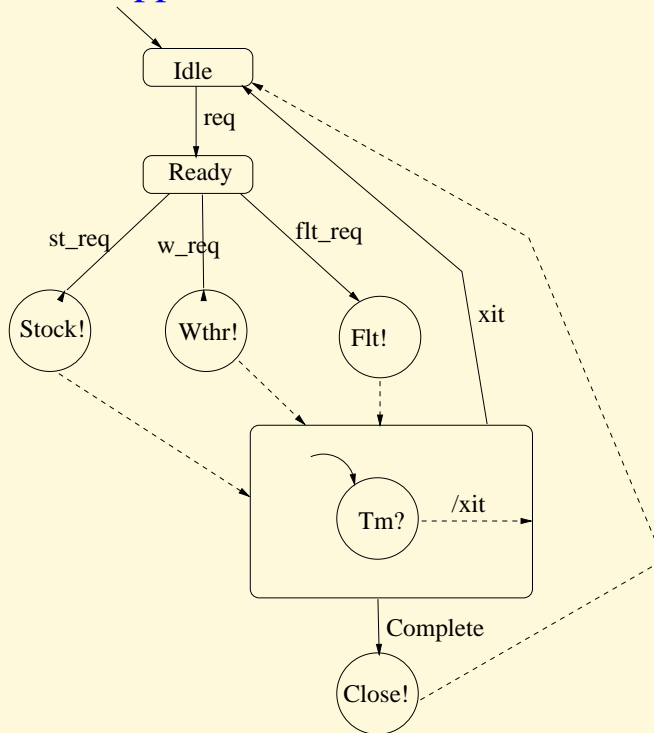 Idle
req
Ready
st_req
w_req
flt_req
Stock!
Wthr!
Flt!
xit
Tm?
/xit
Complete
Close!